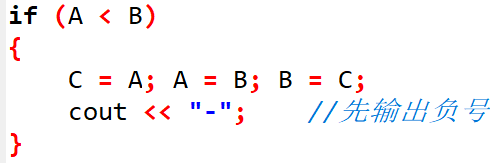 if (A < B)
{
C = A; A = B; B = C;
cout << "-"; //先输出负号
}